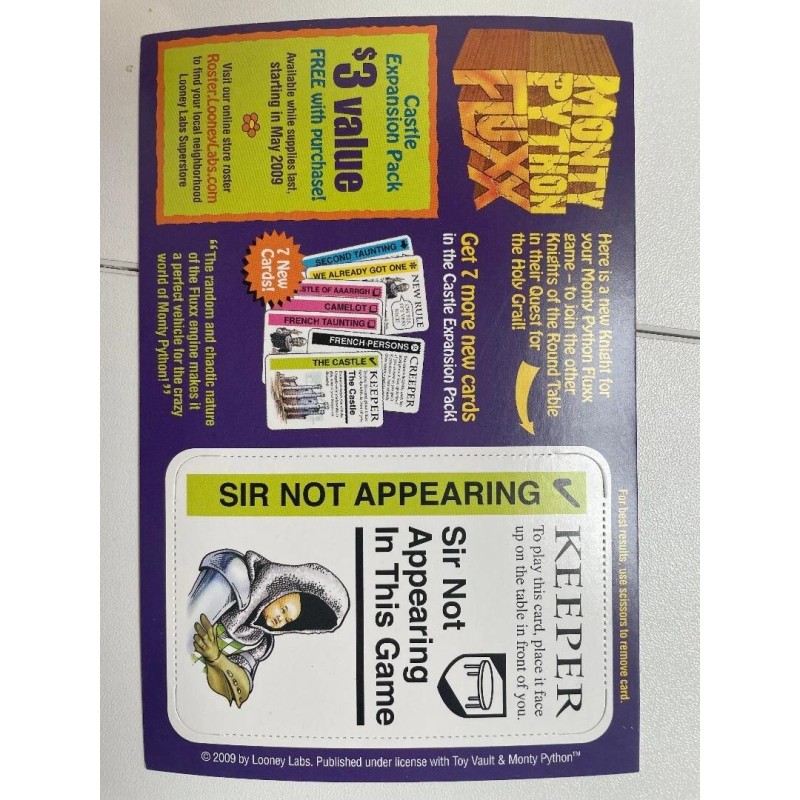 MONTY
PYTHON
FLUXX
Here is a new Knight for
your Monty Python Fluxx
game – to join the other
Knights of the Round Table
in their Quest for
the Holy Grail!
Get 7 more new cards
in the Castle Expansion Pack!
Castle
Expansion Pack
$3 value
FREE with purchase!
Available while supplies last,
starting in May 2009
Visit our online store roster
Roster.LooneyLabs.com
to find your local neighborhood
Looney Labs Superstore
7 New
Cards!
SECOND TAUNTING
WE ALREADY GOT ONE
NEW RULE
CASTLE OF AAARRGH
CAMELOT
FRENCH TAUNTING
FRENCH PERSONS
CREEPER
THE CASTLE
KEEPER
The Castle
“The random and chaotic nature
of the Fluxx engine makes it
a perfect vehicle for the crazy
world of Monty Python!”
For best results, use scissors to remove card.
SIR NOT APPEARING
KEEPER
To play this card, place it face
up on the table in front of you.
Sir Not
Appearing
In This Game
© 2009 by Looney Labs. Published under license with Toy Vault & Monty Python™